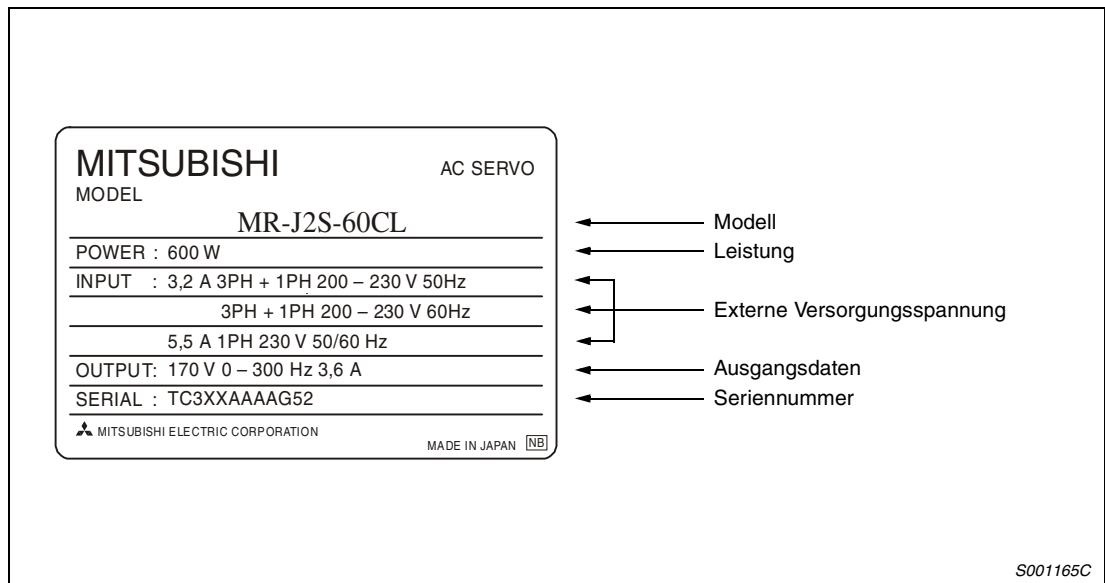 MITSUBISHI AC SERVO
MODEL
MR-J2S-60CL Modell
POWER : 600 W Leistung
INPUT : 3,2 A 3PH + 1PH 200 – 230 V 50Hz
3PH + 1PH 200 – 230 V 60Hz Externe Versorgungsspannung
5,5 A 1PH 230 V 50/60 Hz
OUTPUT: 170 V 0 – 300 Hz 3,6 A Ausgangsdaten
SERIAL : TC3XXAAAAG52 Seriennummer
MITSUBISHI ELECTRIC CORPORATION
MADE IN JAPAN NB
S001165C